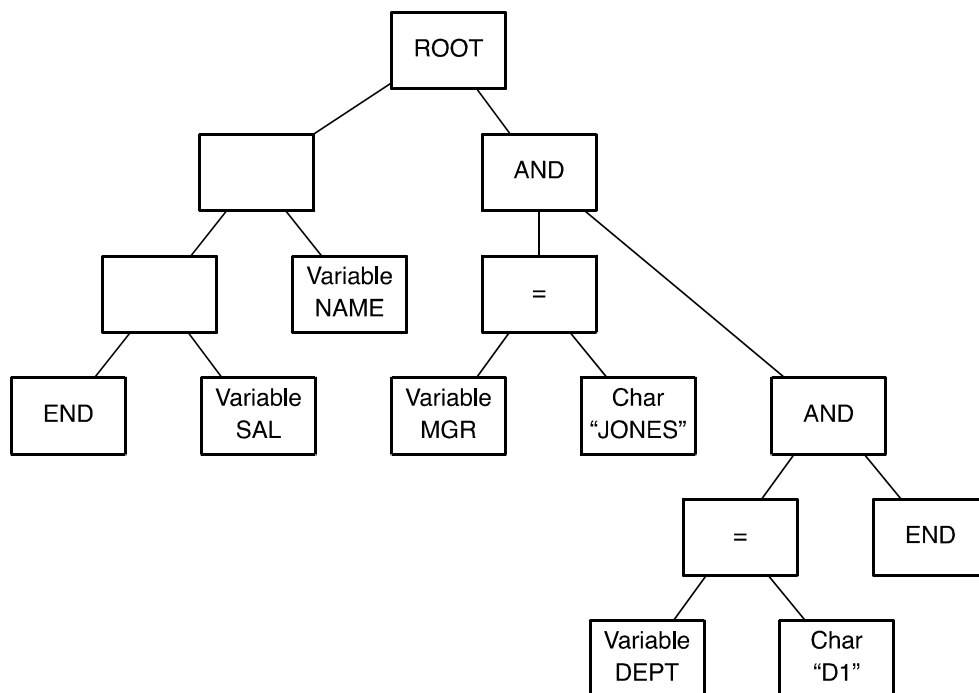 ROOT
AND
Variable
NAME
=
END
Variable
SAL
Variable
MGR
Char
“JONES”
AND
=
END
Variable
DEPT
Char
“D1”